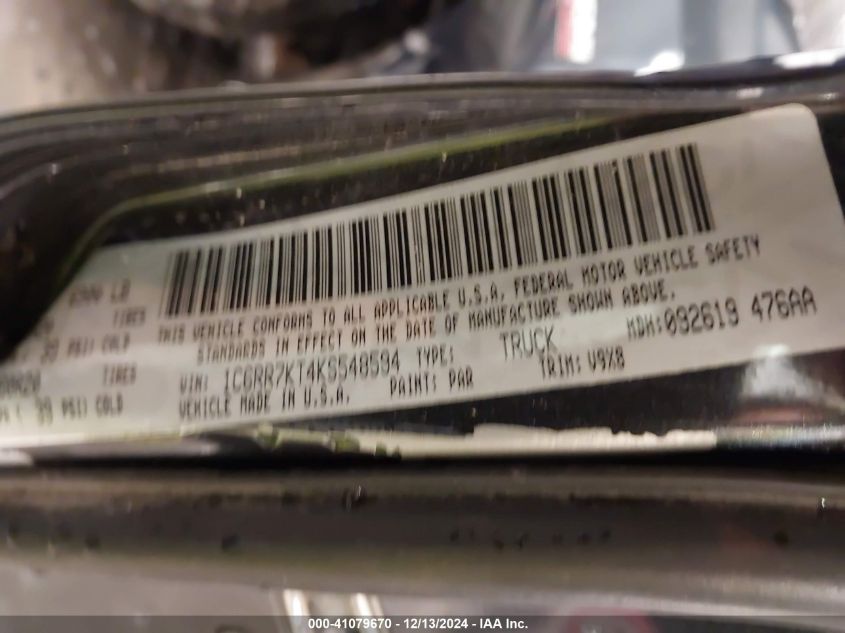 LB
TIRES
PSI) COLD
TIRES
PSI) COLD
THIS VEHICLE CONFORMS TO ALL APPLICABLE U.S.A. FEDERAL MOTOR VEHICLE SAFETY
STANDARDS IN EFFECT ON THE DATE OF MANUFACTURE SHOWN ABOVE.
VIN: 1C6RR7KT4KS548594 TYPE: TRUCK MDH:092619 476AA
VEHICLE MADE IN U.S.A. PAINT: PAR TRIM: V9X8
000-41079670 - 12/13/2024 - IAA Inc.